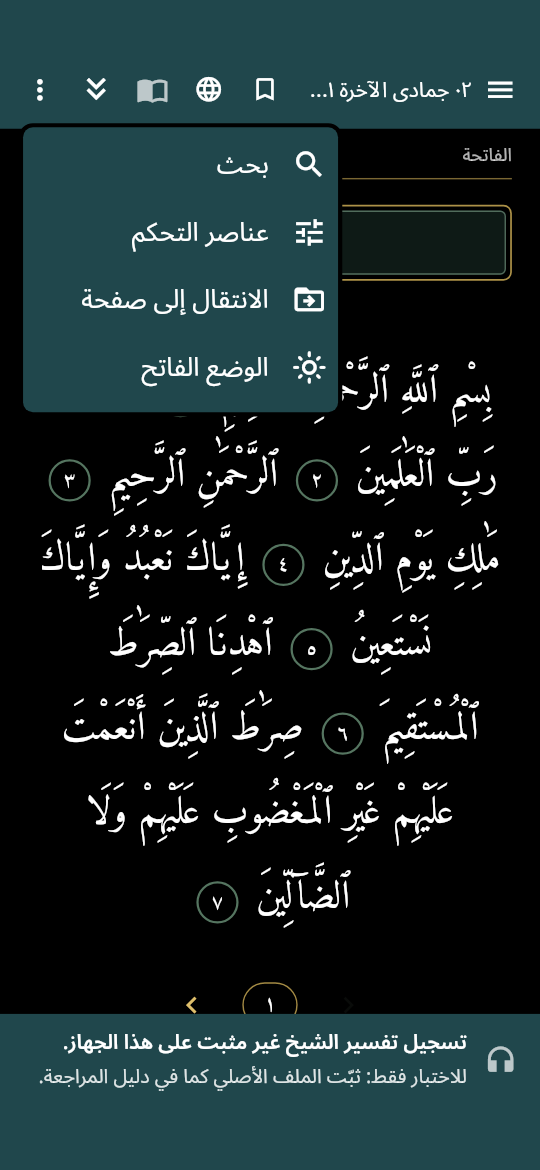 ٠٢ جمادى الآخرة ١...
الفاتحة
بحث
عناصر التحكم
الانتقال إلى صفحة
الوضع الفاتح
بِسْمِ ٱللَّهِ
رَبِّ ٱلْعَٰلَمِينَ ٢ ٱلرَّحْمَٰنِ ٱلرَّحِيمِ ٣
مَٰلِكِ يَوْمِ ٱلدِّينِ ٤ إِيَّاكَ نَعْبُدُ وَإِيَّاكَ
نَسْتَعِينُ ٥ ٱهْدِنَا ٱلصِّرَٰطَ
ٱلْمُسْتَقِيمَ ٦ صِرَٰطَ ٱلَّذِينَ أَنْعَمْتَ
عَلَيْهِمْ غَيْرِ ٱلْمَغْضُوبِ عَلَيْهِمْ وَلَا
ٱلضَّآلِّينَ ٧
١
تسجيل تفسير الشيخ غير مثبت على هذا الجهاز.
للاختبار فقط: ثبّت الملف الأصلي كما في دليل المراجعة.